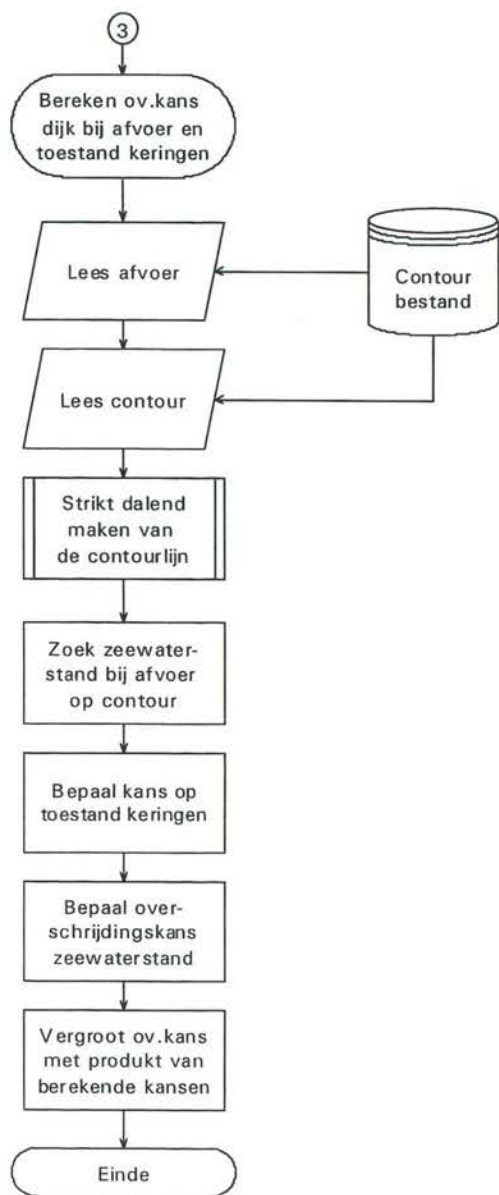 3
Bereken ov.kans
dijk bij afvoer en
toestand keringen
Lees afvoer
Contour
bestand
Lees contour
Strikt dalend
maken van
de contourlijn
Zoek zeewater-
stand bij afvoer
op contour
Bepaal kans op
toestand keringen
Bepaal over-
schrijdingskans
zeewaterstand
Vergroot ov.kans
met produkt van
berekende kansen
Einde